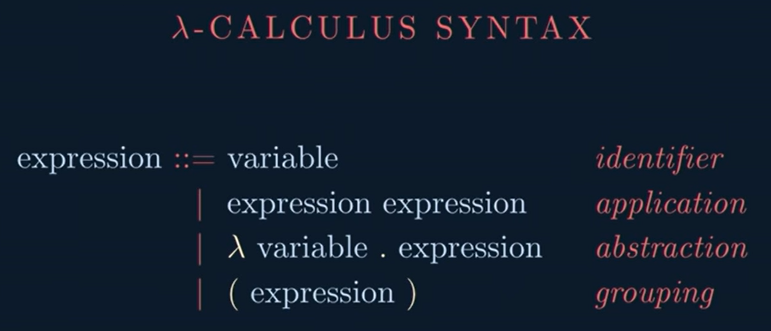 λ-CALCULUS SYNTAX
expression ::= variable identifier
| expression expression application
| λ variable . expression abstraction
| ( expression ) grouping